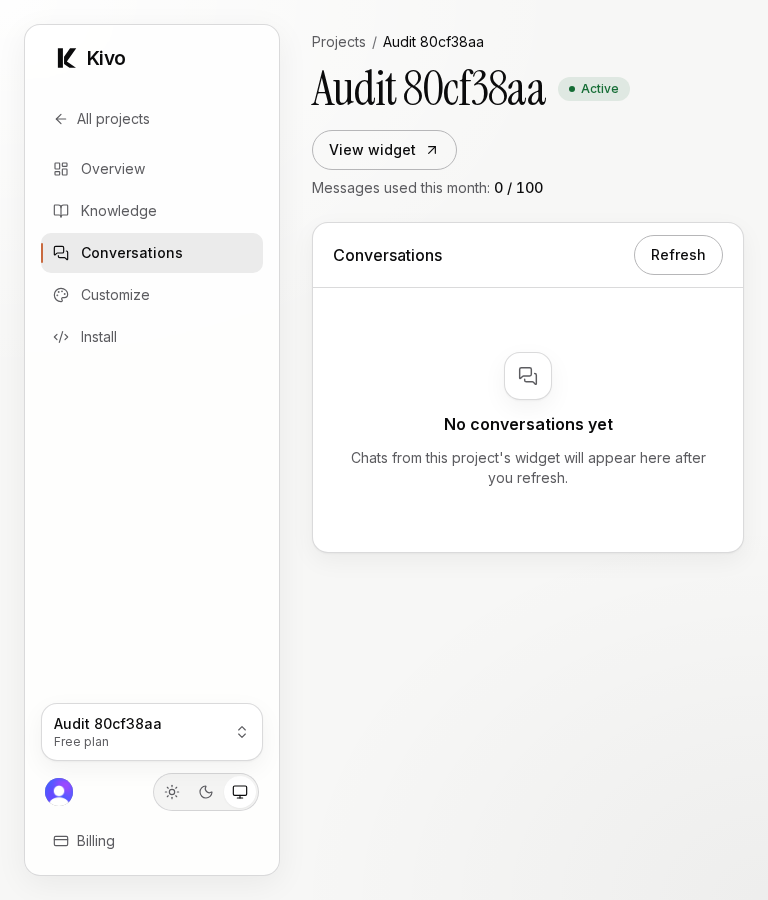 Kivo
All projects
Overview
Knowledge
Conversations
Customize
Install
Audit 80cf38aa
Free plan
Billing
Projects / Audit 80cf38aa
Audit 80cf38aa
Active
View widget
Messages used this month: 0 / 100
Conversations
Refresh
No conversations yet
Chats from this project's widget will appear here after
you refresh.